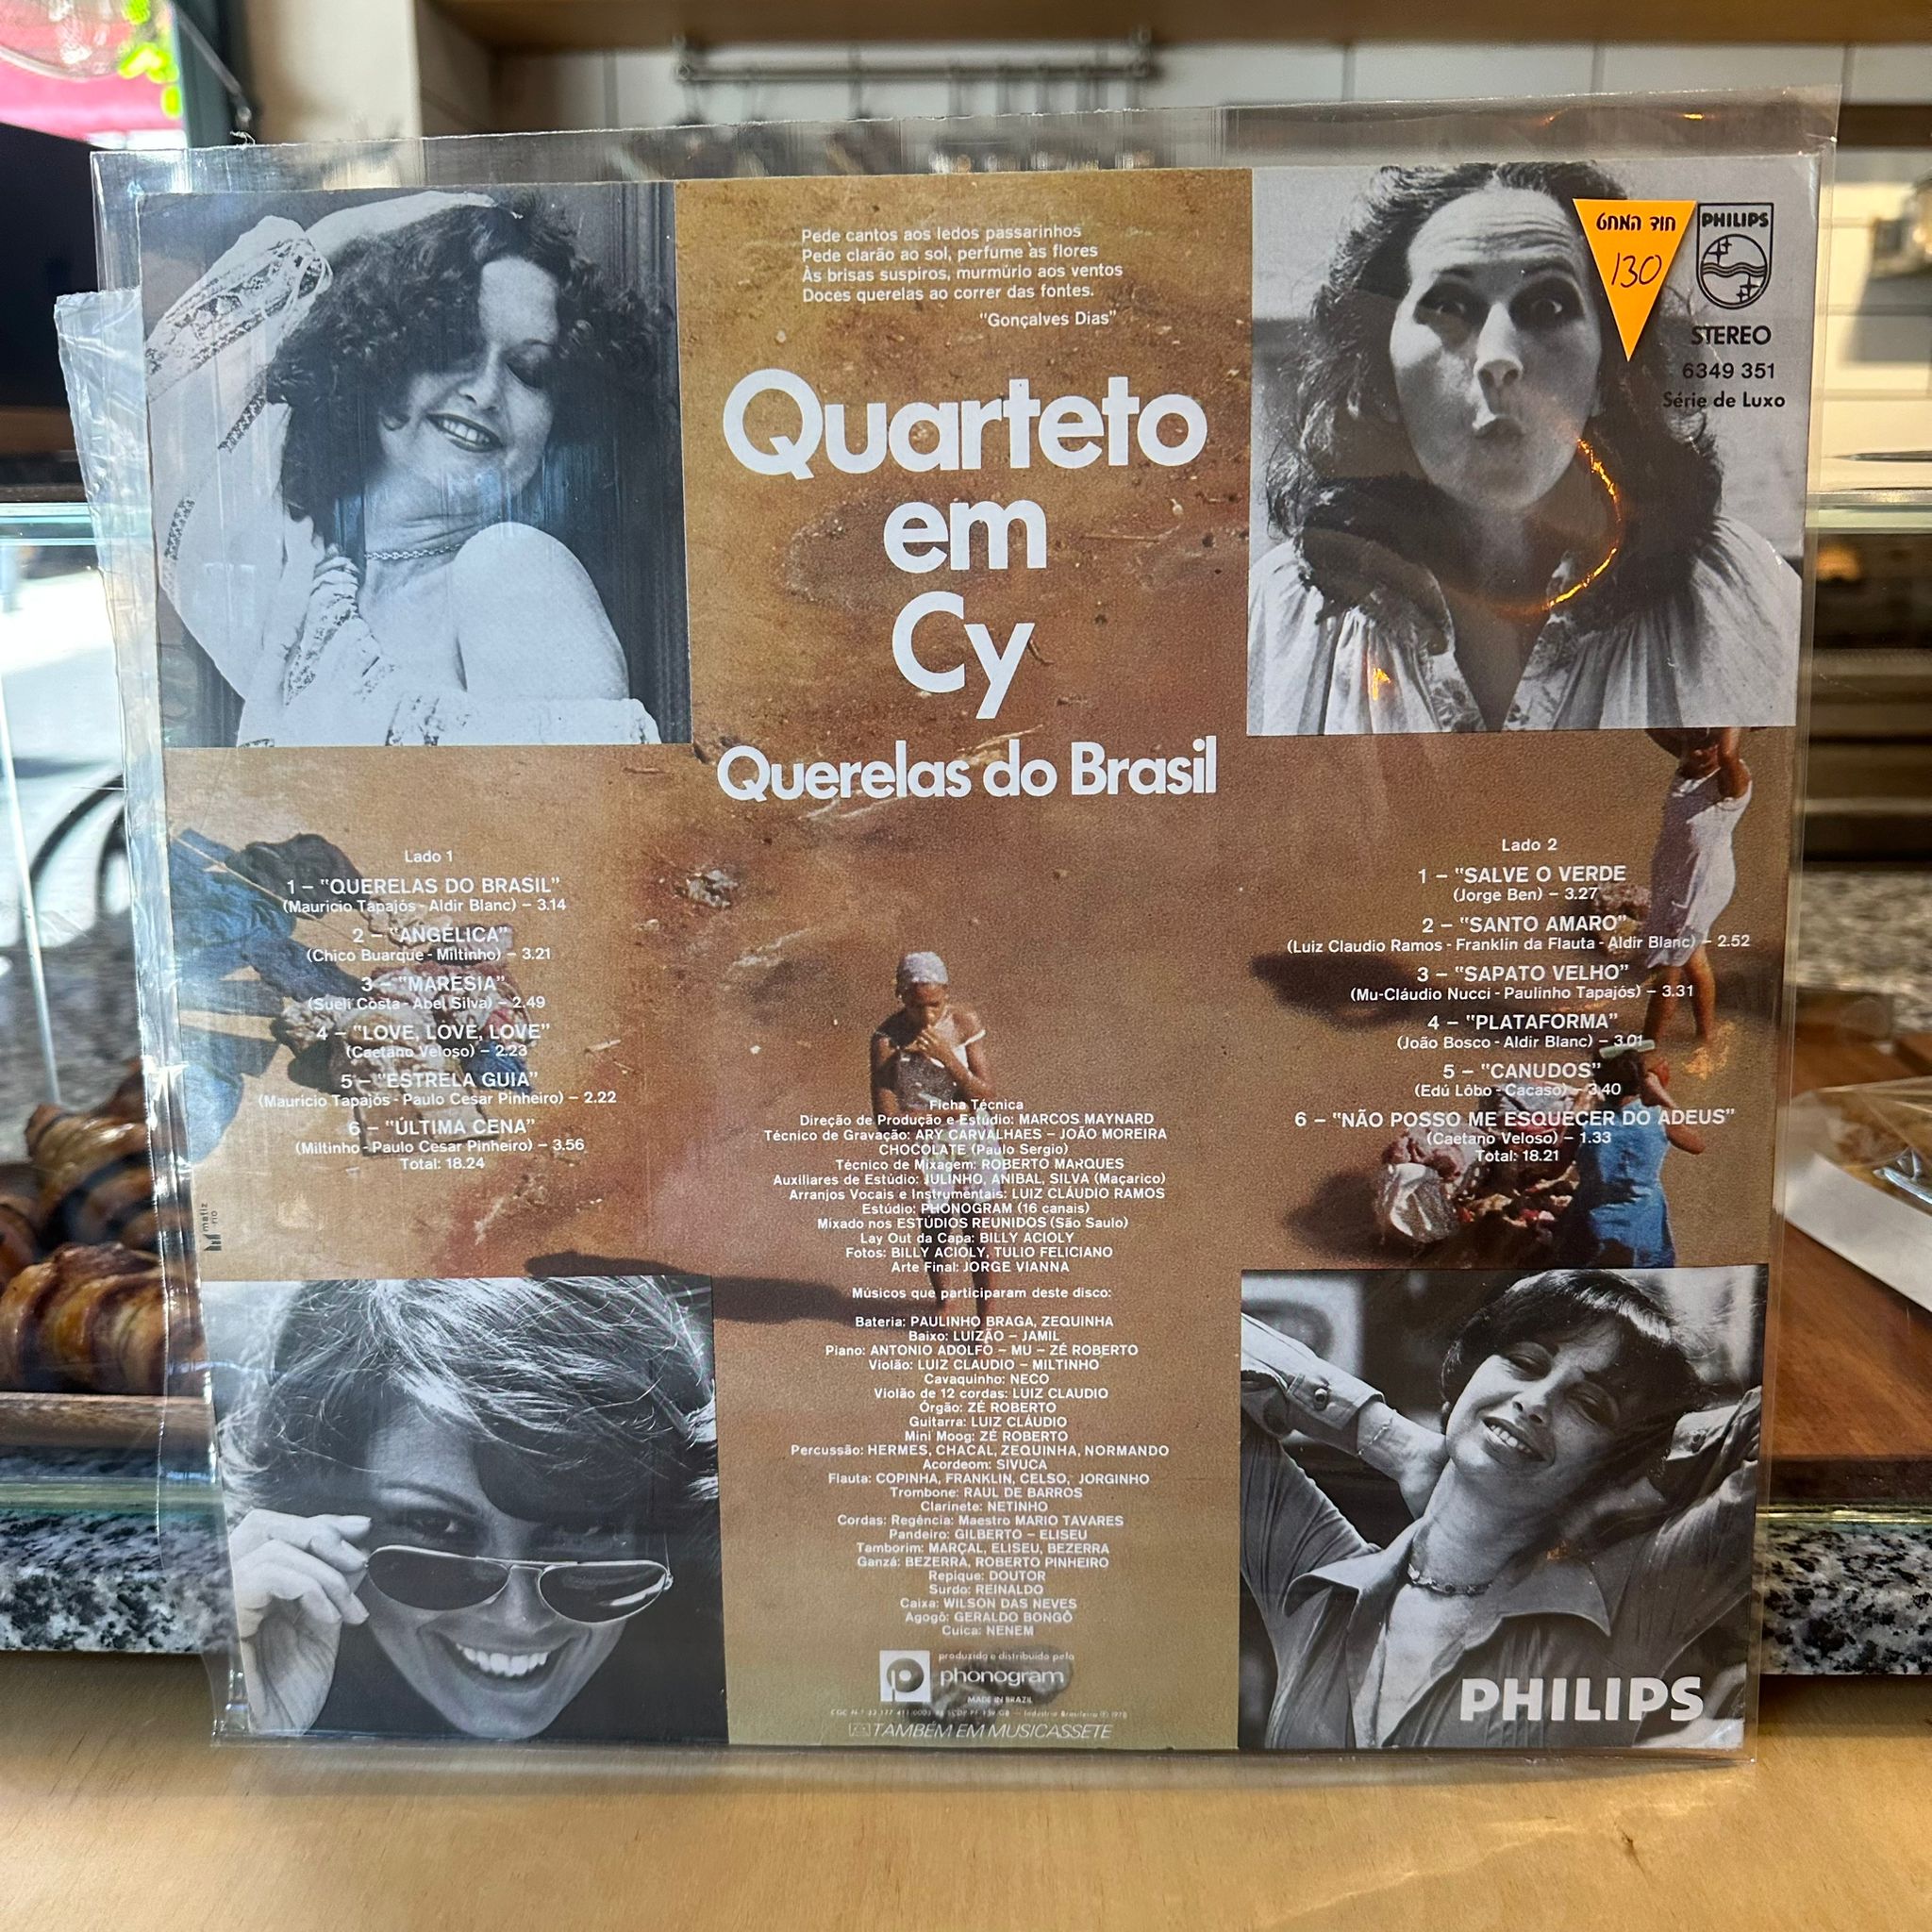 Pede cantos aos ledos passarinhos
Pede clarão ao sol, perfume às flores
Às brisas suspiros, murmúrio aos ventos
Doces querelas ao correr das fontes.
"Gonçalves Dias"
חוד המחט
130
PHILIPS
STEREO
6349 351
Série de Luxo
Quarteto
em
Cy
Querelas do Brasil
Lado 1
1 – "QUERELAS DO BRASIL"
(Mauricio Tapajós - Aldir Blanc) – 3.14
2 – "ANGÉLICA"
(Chico Buarque - Miltinho) – 3.21
3 – "MARESIA"
(Sueli Costa - Abel Silva) – 2.49
4 – "LOVE, LOVE, LOVE"
(Caetano Veloso) – 2.23
5 – "ESTRELA GUIA"
(Mauricio Tapajós - Paulo Cesar Pinheiro) – 2.22
6 – "ÚLTIMA CENA"
(Miltinho - Paulo Cesar Pinheiro) – 3.56
Total: 18.24
Lado 2
1 – "SALVE O VERDE
(Jorge Ben) – 3.27
2 – "SANTO AMARO"
(Luiz Claudio Ramos - Franklin da Flauta - Aldir Blanc) – 2.52
3 – "SAPATO VELHO"
(Mu-Cláudio Nucci - Paulinho Tapajós) – 3.31
4 – "PLATAFORMA"
(João Bosco - Aldir Blanc) – 3.01
5 – "CANUDOS"
(Edú Lôbo - Cacaso) – 3.40
6 – "NÃO POSSO ME ESQUECER DO ADEUS"
(Caetano Veloso) – 1.33
Total: 18.21
Ficha Técnica
Direção de Produção e Estúdio: MARCOS MAYNARD
Técnico de Gravação: ARY CARVALHAES – JOÃO MOREIRA
CHOCOLATE (Paulo Sergio)
Técnico de Mixagem: ROBERTO MARQUES
Auxiliares de Estúdio: JULINHO, ANIBAL, SILVA (Maçarico)
Arranjos Vocais e Instrumentais: LUIZ CLÁUDIO RAMOS
Estúdio: PHONOGRAM (16 canais)
Mixado nos ESTÚDIOS REUNIDOS (São Saulo)
Lay Out da Capa: BILLY ACIOLY
Fotos: BILLY ACIOLY, TULIO FELICIANO
Arte Final: JORGE VIANNA
Músicos que participaram deste disco:
Bateria: PAULINHO BRAGA, ZEQUINHA
Baixo: LUIZÃO – JAMIL
Piano: ANTONIO ADOLFO – MU – ZÉ ROBERTO
Violão: LUIZ CLAUDIO – MILTINHO
Cavaquinho: NECO
Violão de 12 cordas: LUIZ CLAUDIO
Órgão: ZÉ ROBERTO
Guitarra: LUIZ CLÁUDIO
Mini Moog: ZÉ ROBERTO
Percussão: HERMES, CHACAL, ZEQUINHA, NORMANDO
Acordeom: SIVUCA
Flauta: COPINHA, FRANKLIN, CELSO, JORGINHO
Trombone: RAUL DE BARROS
Clarinete: NETINHO
Cordas: Regência: Maestro MARIO TAVARES
Pandeiro: GILBERTO – ELISEU
Tamborim: MARÇAL, ELISEU, BEZERRA
Ganzá: BEZERRA, ROBERTO PINHEIRO
Repique: DOUTOR
Surdo: REINALDO
Caixa: WILSON DAS NEVES
Agogô: GERALDO BONGÔ
Cuica: NENEM
matiz
rio
produzido e distribuido pela
phonogram
MADE IN BRAZIL
Indústria Brasileira ℗ 1978
TAMBÉM EM MUSICASSETE
PHILIPS